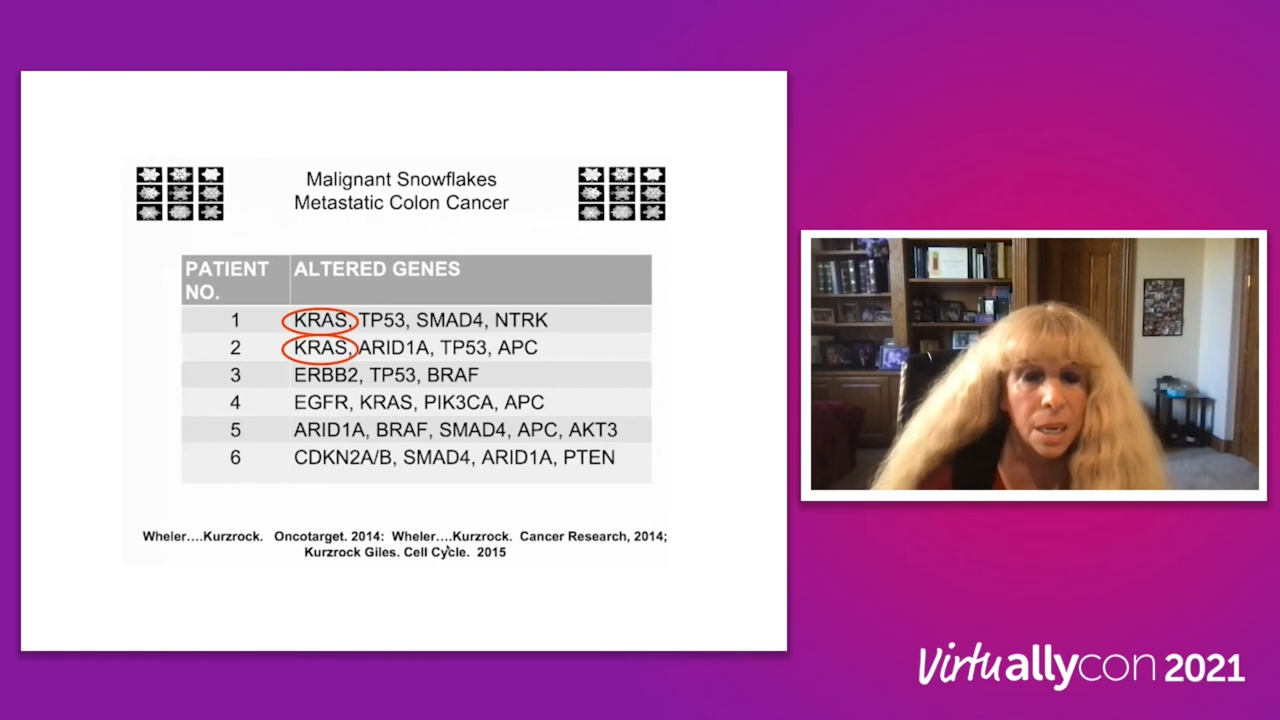 Malignant Snowflakes
Metastatic Colon Cancer
PATIENT NO. ALTERED GENES
1 KRAS, TP53, SMAD4, NTRK
2 KRAS, ARID1A, TP53, APC
3 ERBB2, TP53, BRAF
4 EGFR, KRAS, PIK3CA, APC
5 ARID1A, BRAF, SMAD4, APC, AKT3
6 CDKN2A/B, SMAD4, ARID1A, PTEN
Wheler....Kurzrock. Oncotarget. 2014: Wheler....Kurzrock. Cancer Research, 2014;
Kurzrock Giles. Cell Cycle. 2015
Virtuallycon 2021